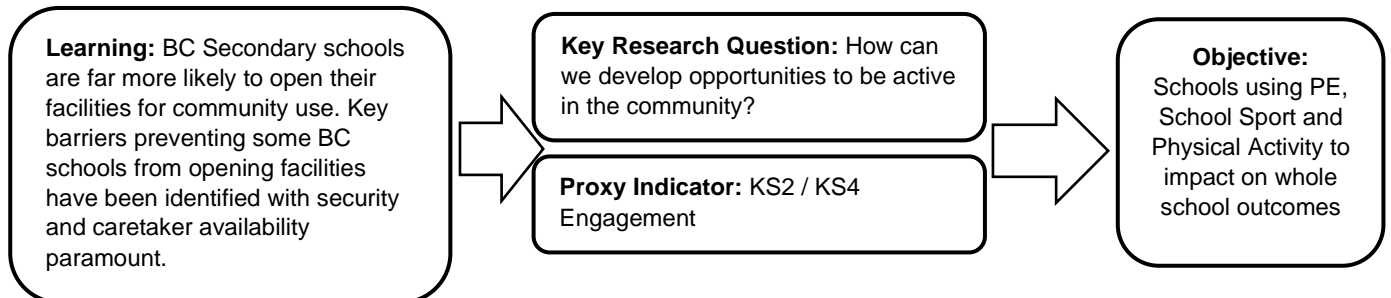 Learning: BC Secondary schools
are far more likely to open their
facilities for community use. Key
barriers preventing some BC
schools from opening facilities
have been identified with security
and caretaker availability
paramount.
Key Research Question: How can
we develop opportunities to be active
in the community?
Proxy Indicator: KS2 / KS4
Engagement
Objective:
Schools using PE,
School Sport and
Physical Activity to
impact on whole
school outcomes